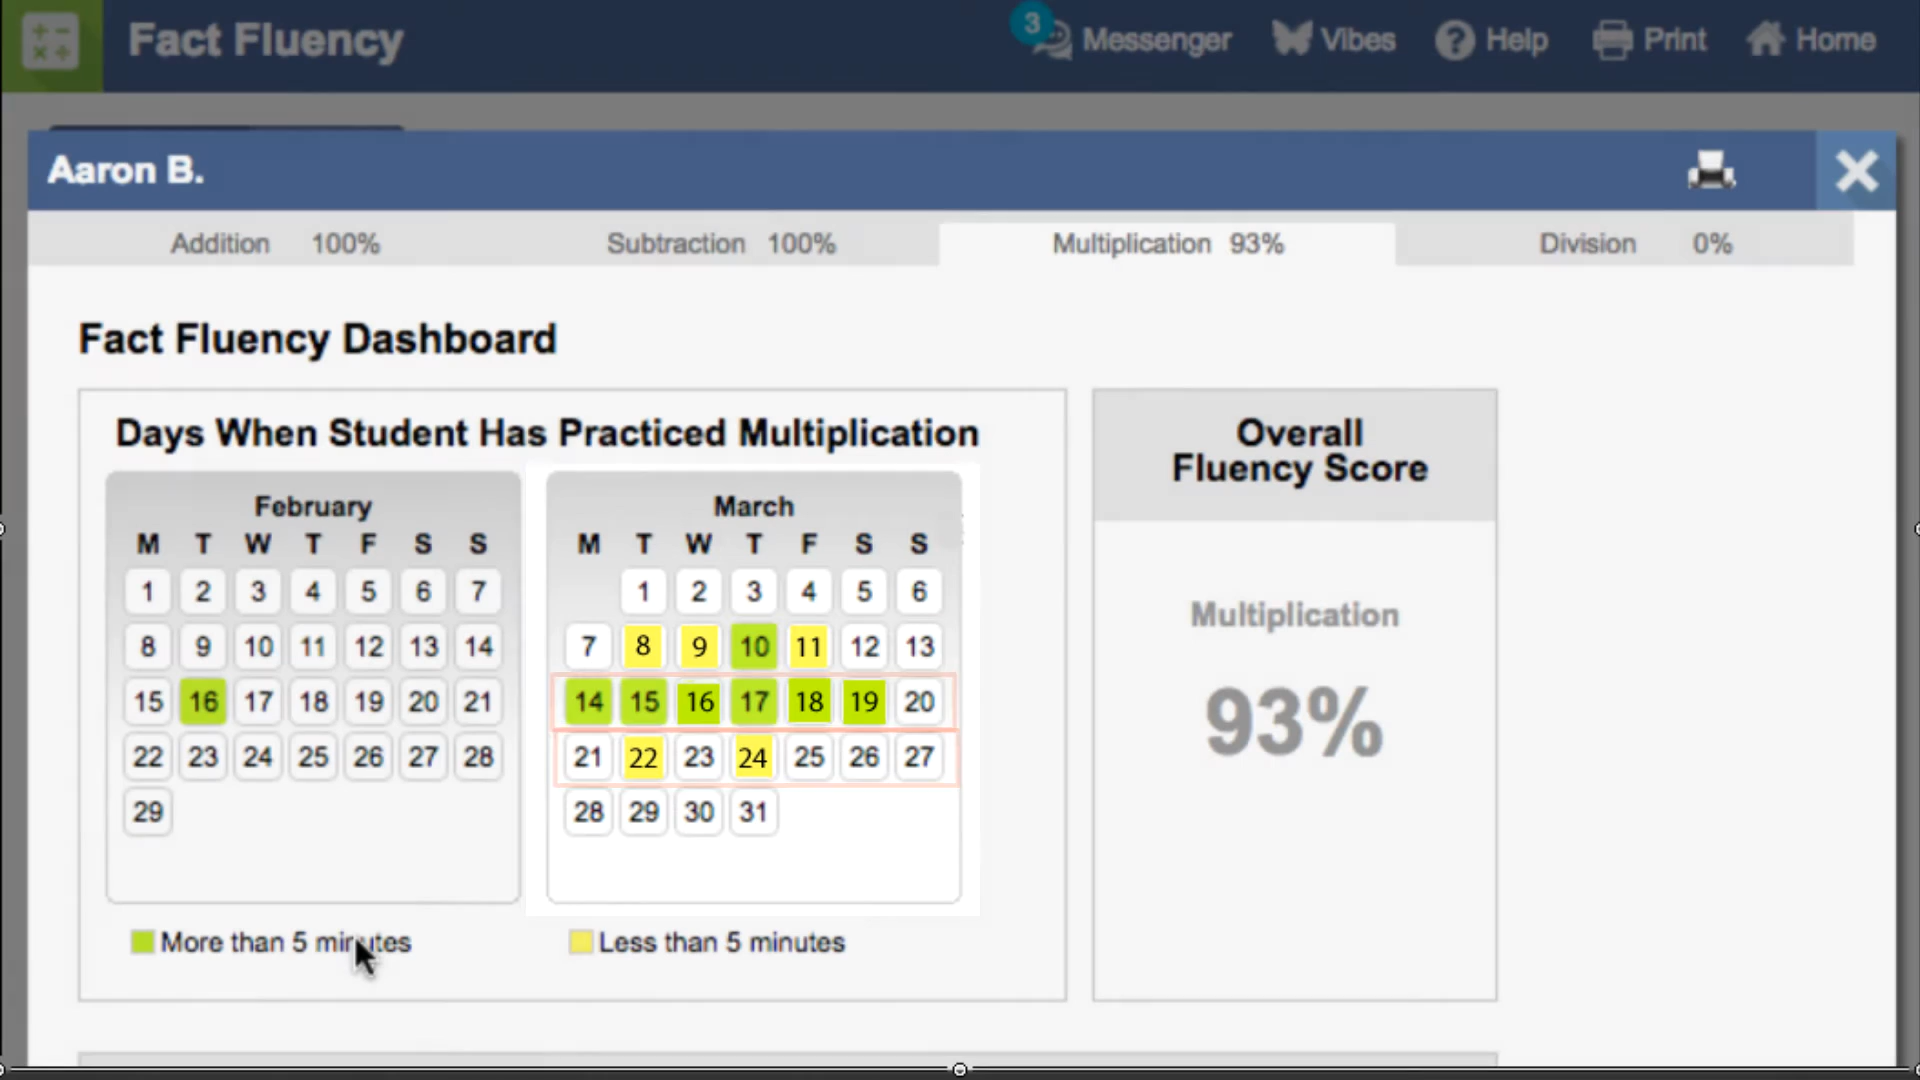 Fact Fluency
3 Messenger Vibes Help Print Home
Aaron B.
Addition 100% Subtraction 100% Multiplication 93% Division 0%
Fact Fluency Dashboard
Days When Student Has Practiced Multiplication
February
M T W T F S S
1 2 3 4 5 6 7
8 9 10 11 12 13 14
15 16 17 18 19 20 21
22 23 24 25 26 27 28
29
March
M T W T F S S
1 2 3 4 5 6
7 8 9 10 11 12 13
14 15 16 17 18 19 20
21 22 23 24 25 26 27
28 29 30 31
More than 5 minutes
Less than 5 minutes
Overall
Fluency Score
Multiplication
93%